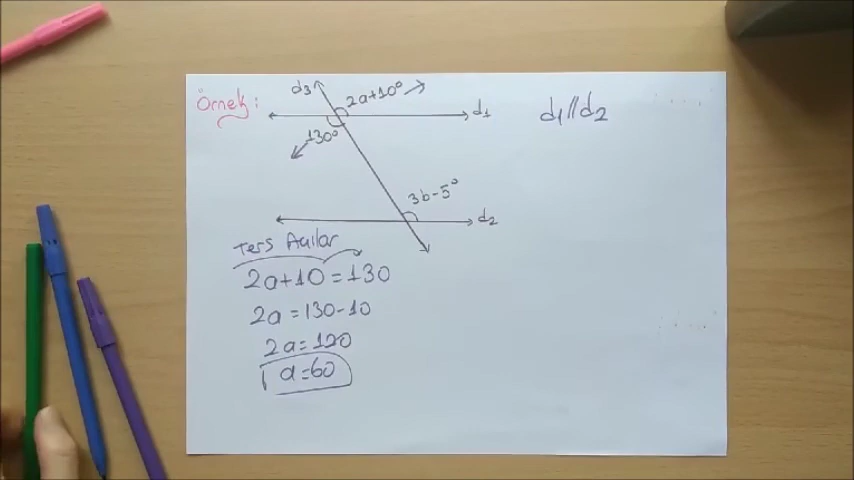 Örnek:
d3
2a+10°
d1
d1//d2
130°
3b-5°
d2
Ters Açılar
2a+10=130
2a=130-10
2a=120
a=60